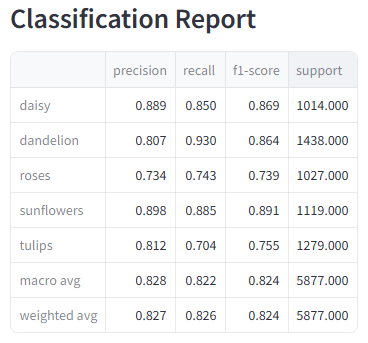 Classification Report
precision recall f1-score support
daisy 0.889 0.850 0.869 1014.000
dandelion 0.807 0.930 0.864 1438.000
roses 0.734 0.743 0.739 1027.000
sunflowers 0.898 0.885 0.891 1119.000
tulips 0.812 0.704 0.755 1279.000
macro avg 0.828 0.822 0.824 5877.000
weighted avg 0.827 0.826 0.824 5877.000